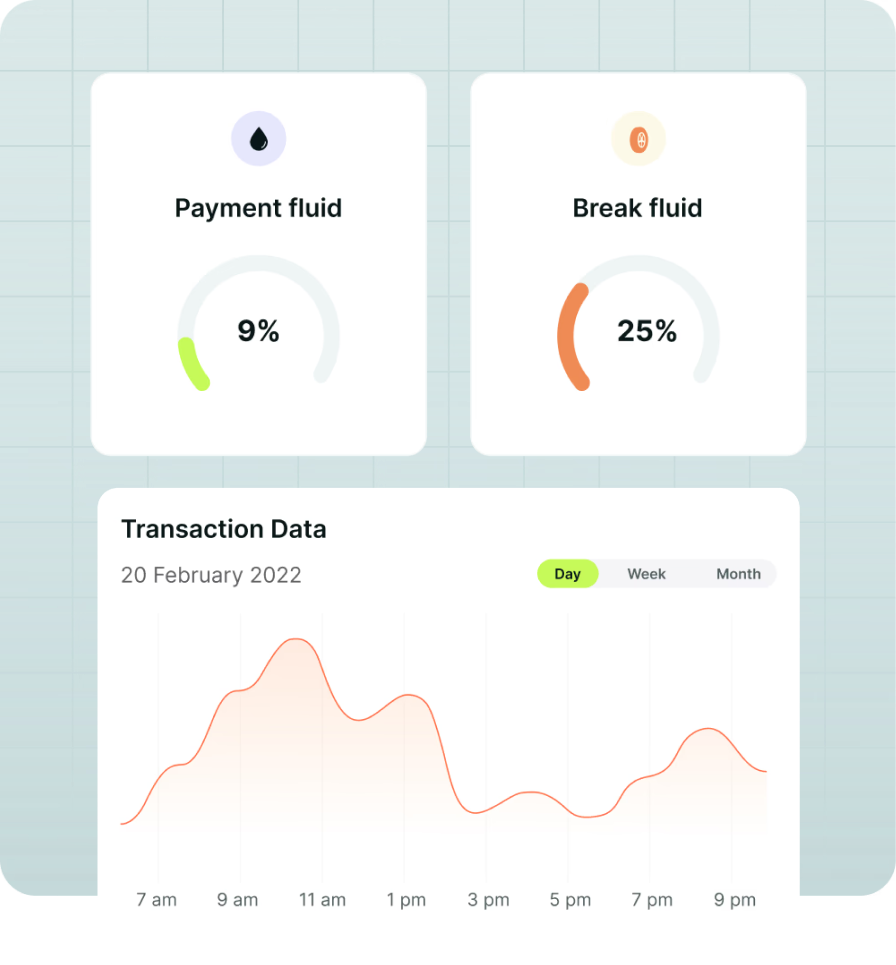 Payment fluid
9%
Break fluid
25%
Transaction Data
20 February 2022
Day Week Month
7 am 9 am 11 am 1 pm 3 pm 5 pm 7 pm 9 pm